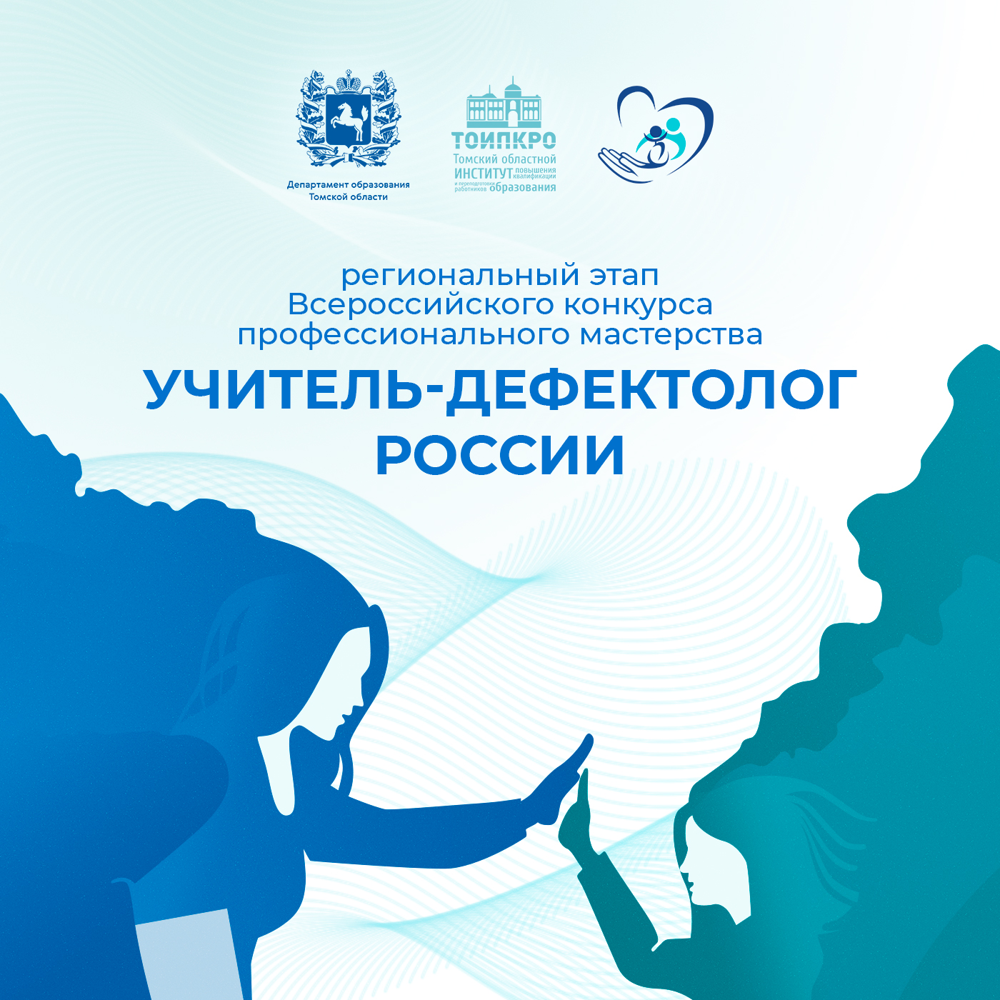 Департамент образования
Томской области
ТОИПКРО
Томский областной
ИНСТИТУТ повышения квалификации
и переподготовки работников образования
региональный этап
Всероссийского конкурса
профессионального мастерства
УЧИТЕЛЬ-ДЕФЕКТОЛОГ
РОССИИ